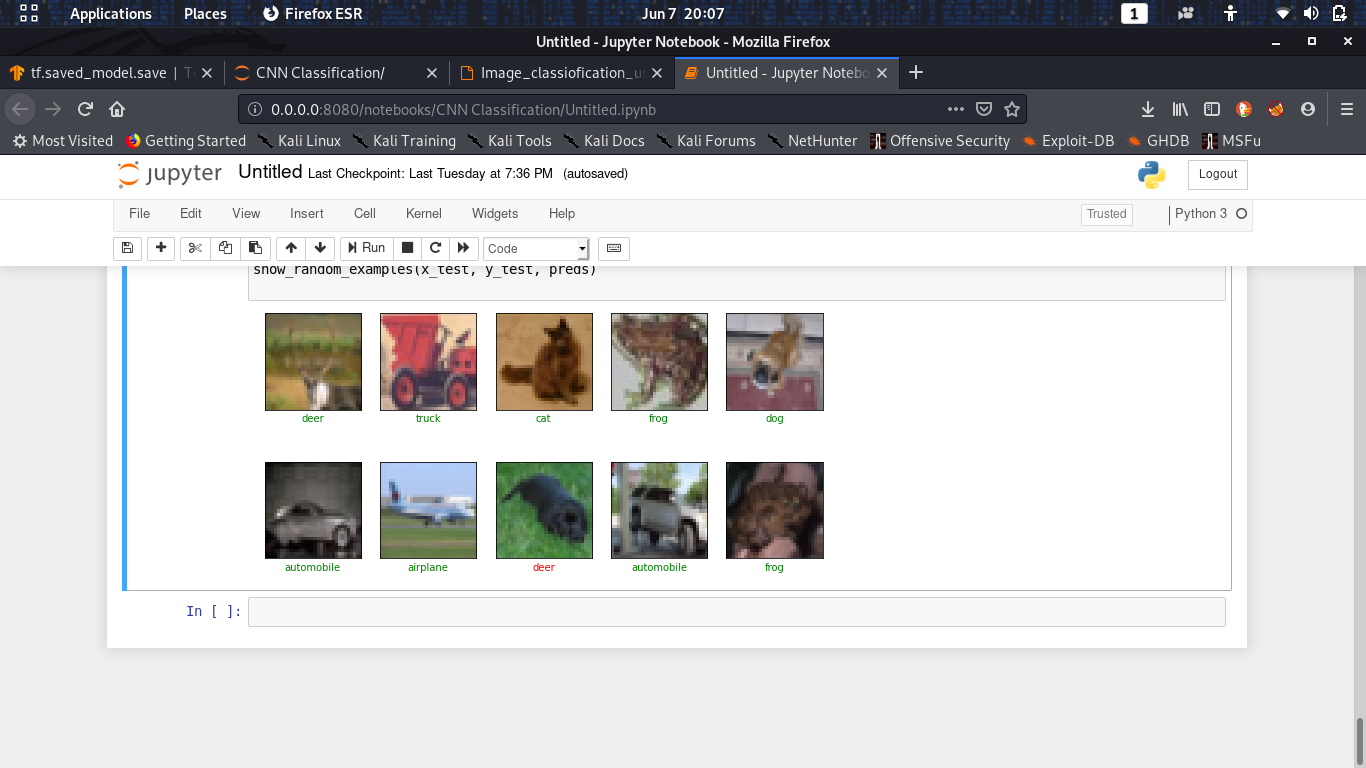 Applications Places Firefox ESR Jun 7 20:07 1
Untitled - Jupyter Notebook - Mozilla Firefox
tf.saved_model.save | CNN Classification/ Image_classiofication_us Untitled - Jupyter Notebo
0.0.0.0:8080/notebooks/CNN Classification/Untitled.ipynb
Most Visited Getting Started Kali Linux Kali Training Kali Tools Kali Docs Kali Forums NetHunter Offensive Security Exploit-DB GHDB MSFu
jupyter Untitled Last Checkpoint: Last Tuesday at 7:36 PM (autosaved) Logout
File Edit View Insert Cell Kernel Widgets Help Trusted Python 3
Run Code
show_random_examples(x_test, y_test, preds)
deer truck cat frog dog
automobile airplane deer automobile frog
In [ ]: